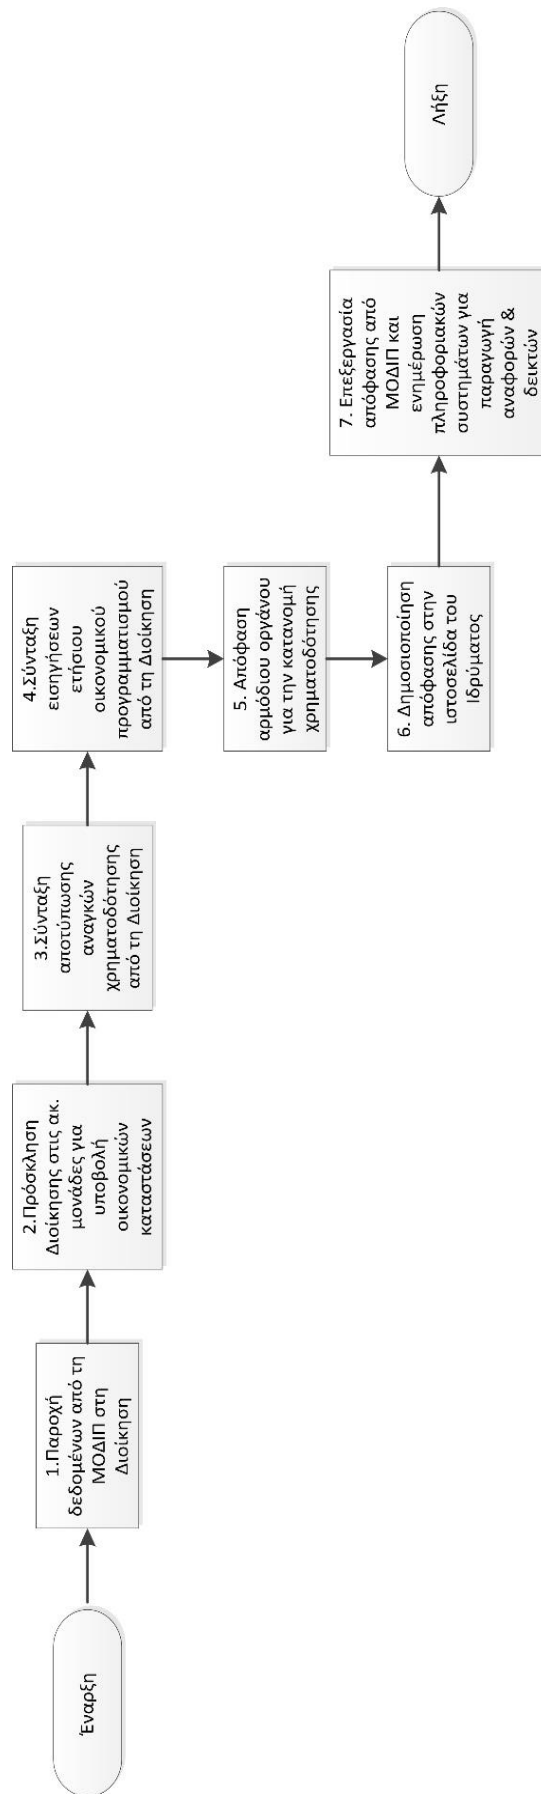 Έναρξη
1.Παροχή
δεδομένων από τη
ΜΟΔΙΠ στη
Διοίκηση
2.Πρόσκληση
Διοίκησης στις ακ.
μονάδες για
υποβολή
οικονομικών
καταστάσεων
3.Σύνταξη
αποτύπωσης
αναγκών
χρηματοδότησης
από τη Διοίκηση
4.Σύνταξη
εισηγήσεων
ετήσιου
οικονομικού
προγραμματισμού
από τη Διοίκηση
5. Απόφαση
αρμόδιου οργάνου
για την κατανομή
χρηματοδότησης
6. Δημοσιοποίηση
απόφασης στην
ιστοσελίδα του
Ιδρύματος
7. Επεξεργασία
απόφασης από
ΜΟΔΙΠ και
ενημέρωση
πληροφοριακών
συστημάτων για
παραγωγή
αναφορών &
δεικτών
Λήξη